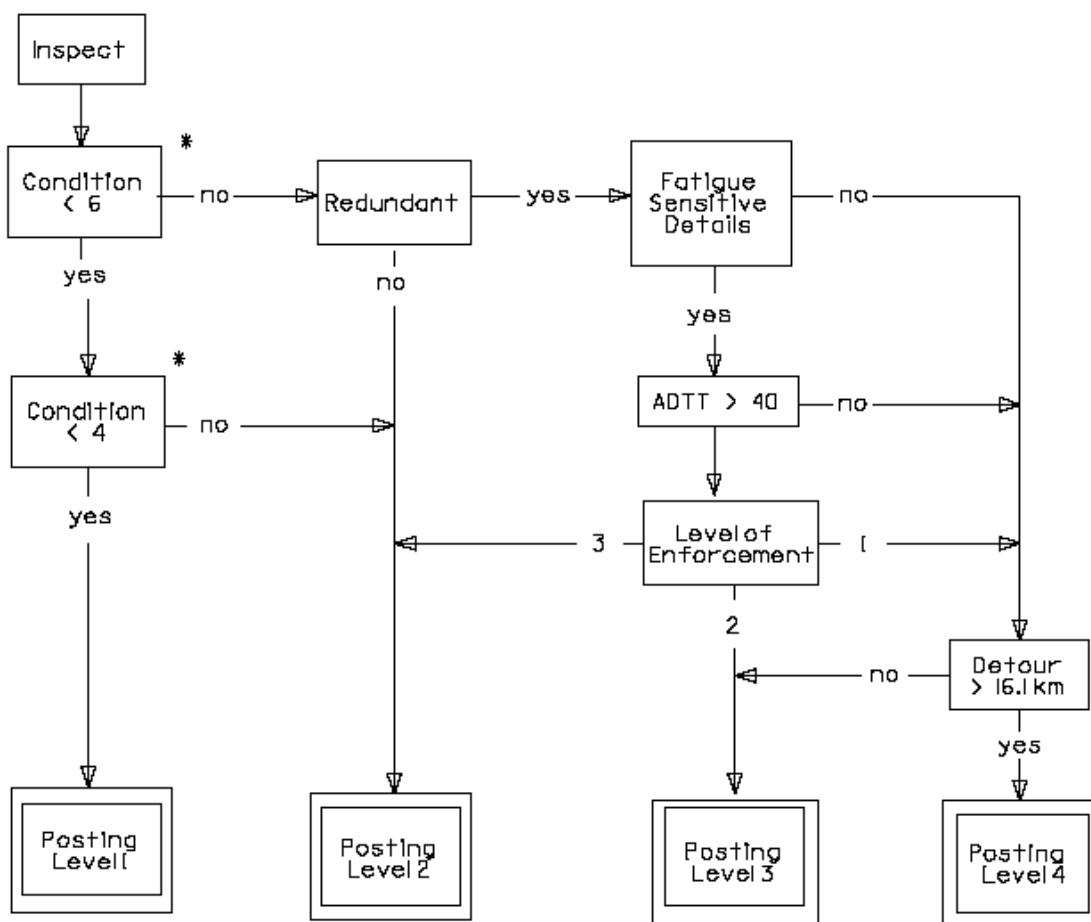 Inspect
*
Condition
< 6
no
Redundant
yes
Fatigue
Sensitive
Details
no
yes
no
yes
*
Condition
< 4
no
ADTT > 40
no
yes
3
Level of
Enforcement
1
2
Detour
> 16.1 km
no
yes
Posting
Level 1
Posting
Level 2
Posting
Level 3
Posting
Level 4